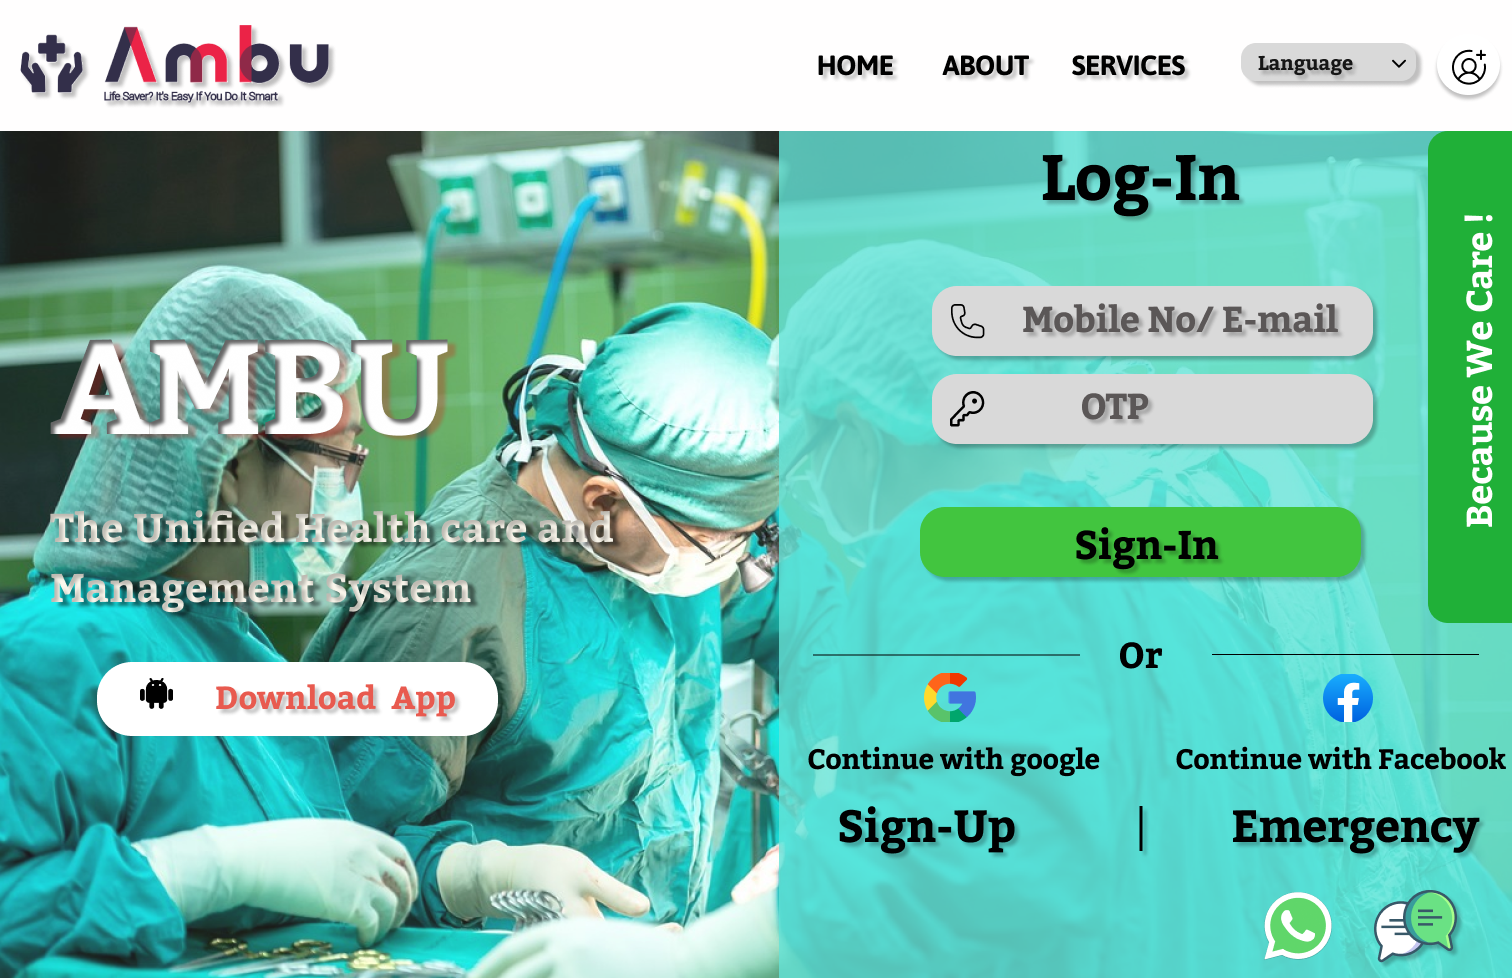 Ambu
Life Saver? It's Easy If You Do It Smart
HOME
ABOUT
SERVICES
Language
Log-In
Mobile No/ E-mail
OTP
Sign-In
Because We Care !
AMBU
The Unified Health care and
Management System
Download App
Or
Continue with google
Continue with Facebook
Sign-Up
|
Emergency